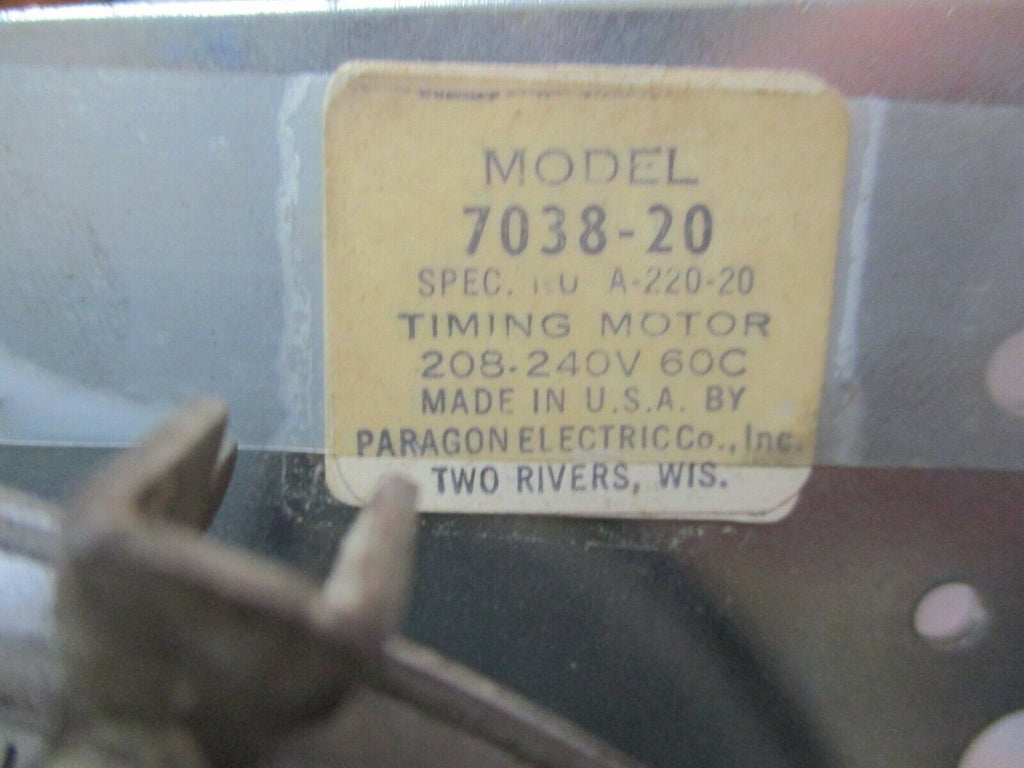 MODEL
7038-20
SPEC. NO A-220-20
TIMING MOTOR
208-240V 60C
MADE IN U.S.A. BY
PARAGON ELECTRIC Co., Inc.
TWO RIVERS, WIS.